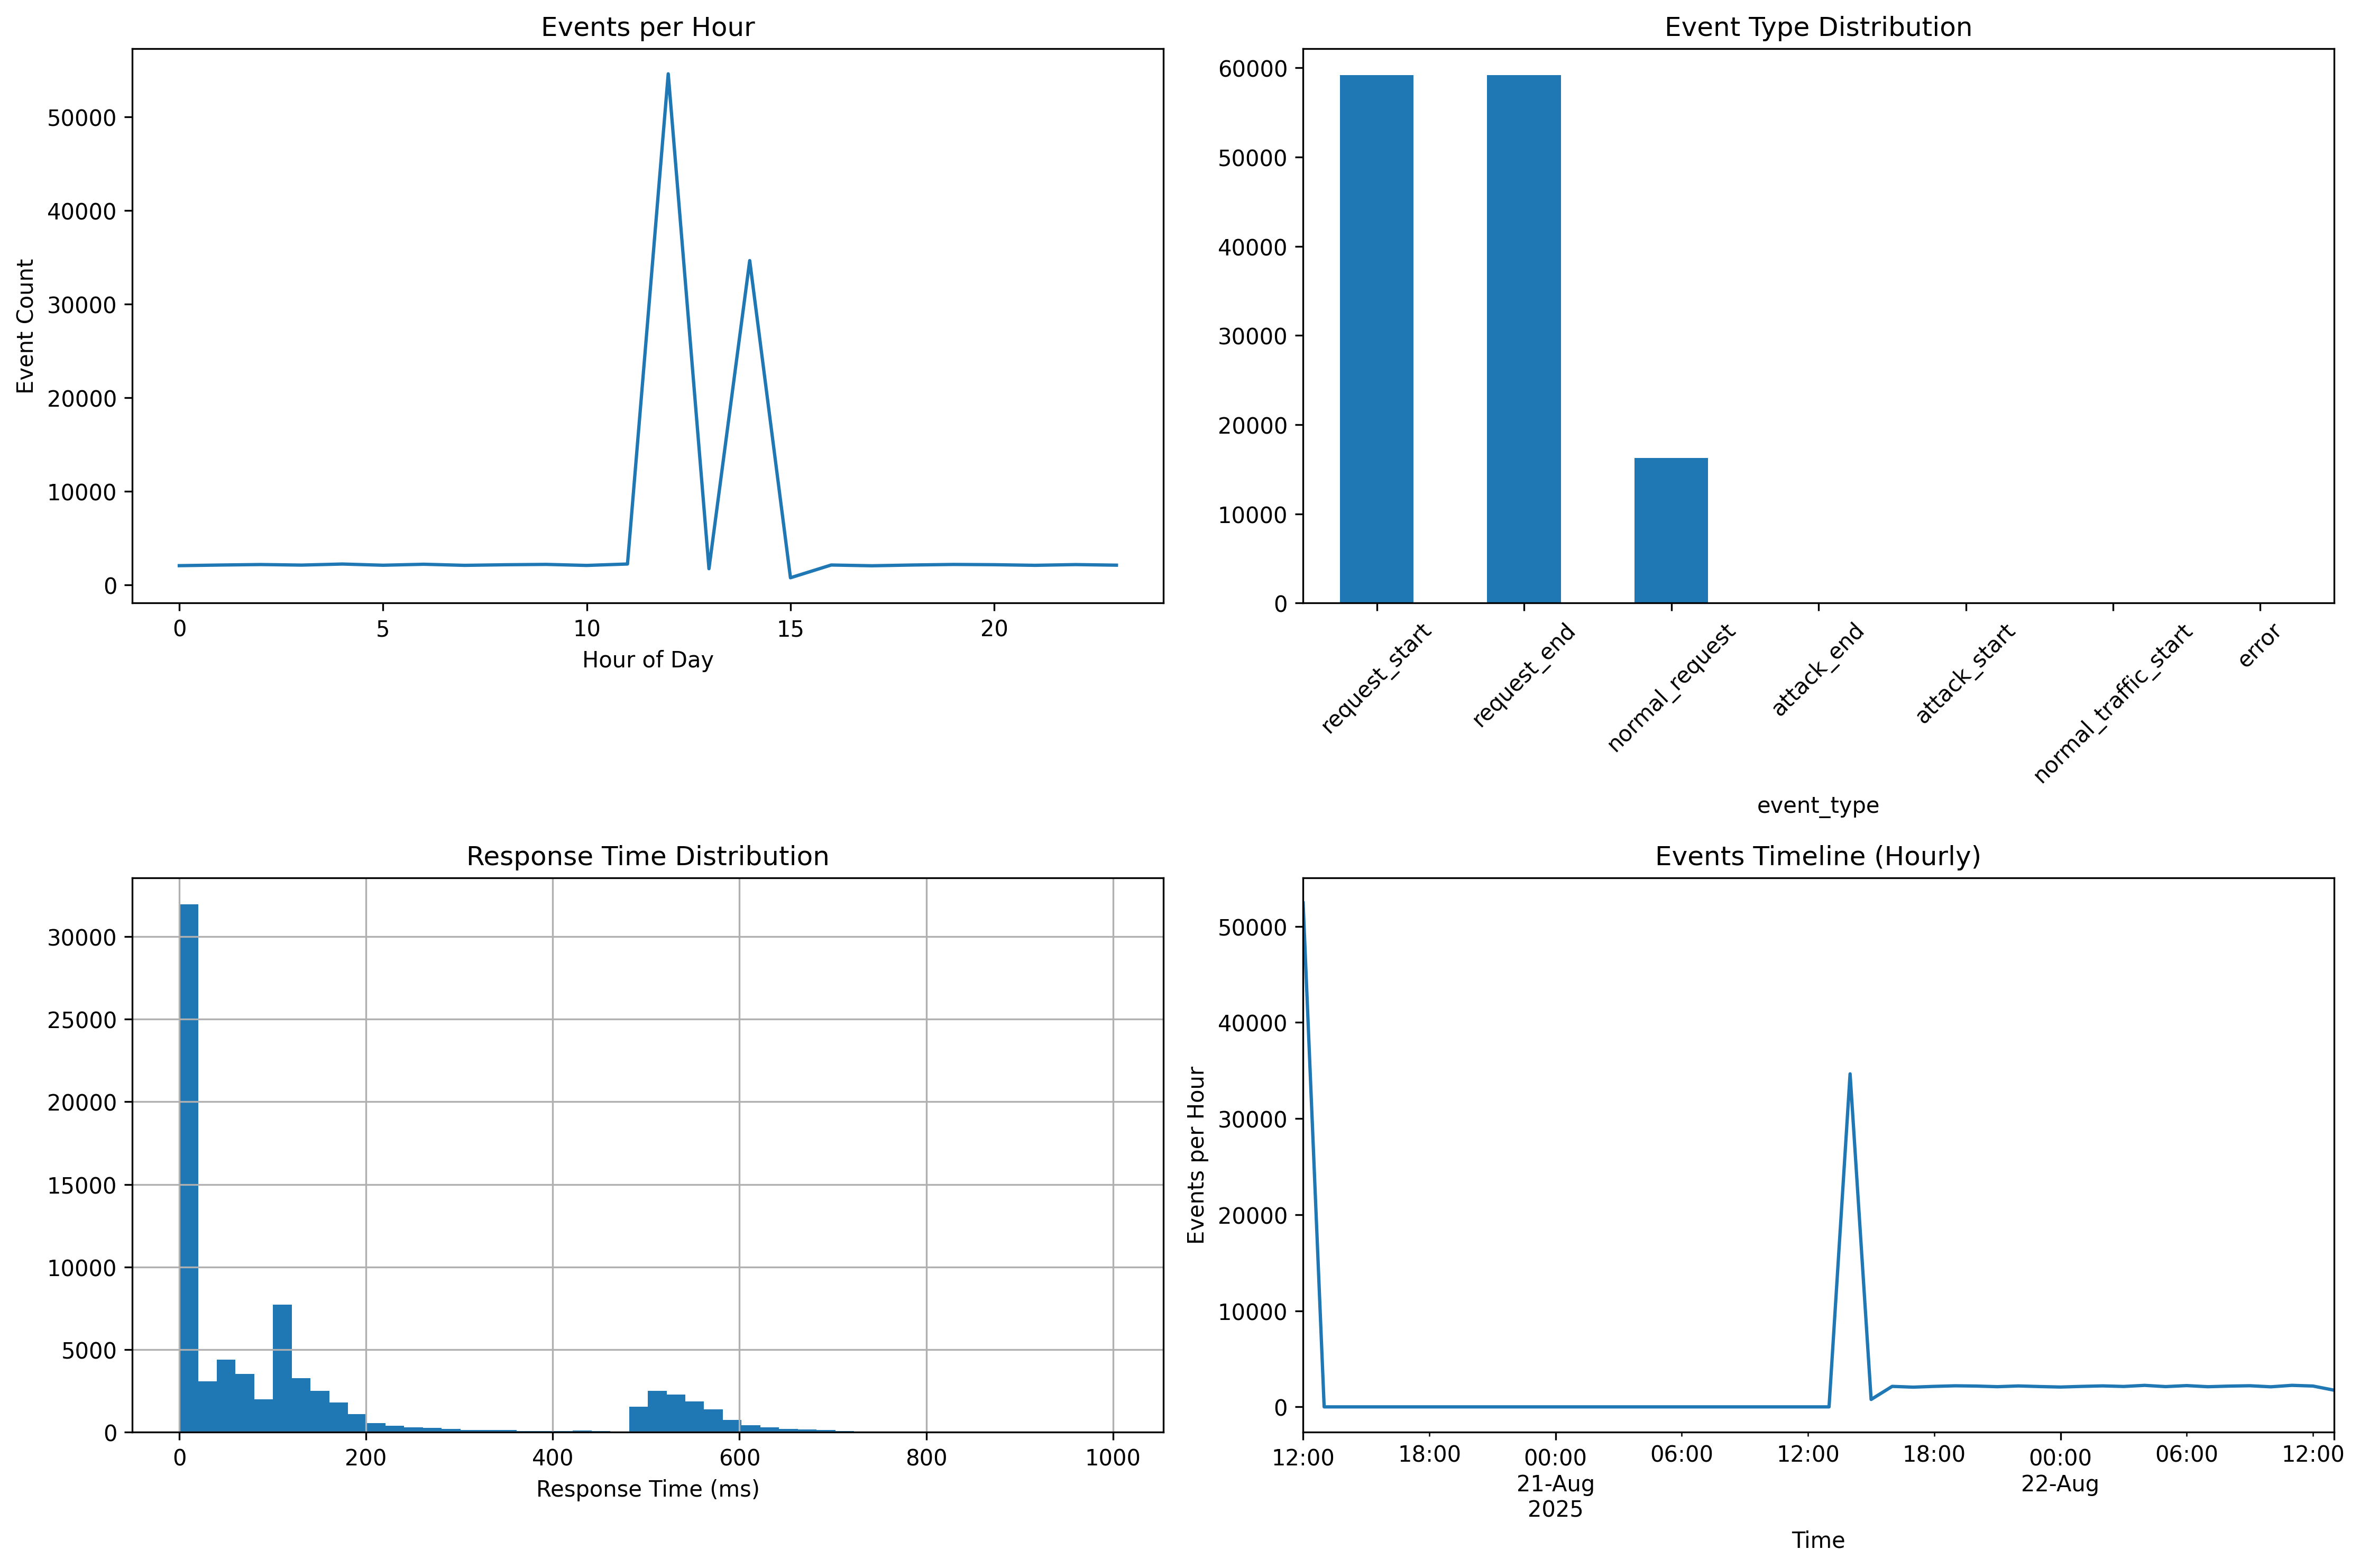 Events per Hour
Event Count
50000
40000
30000
20000
10000
0
0 5 10 15 20
Hour of Day
Event Type Distribution
60000
50000
40000
30000
20000
10000
0
request_start request_end normal_request attack_end attack_start normal_traffic_start error
event_type
Response Time Distribution
30000
25000
20000
15000
10000
5000
0
0 200 400 600 800 1000
Response Time (ms)
Events Timeline (Hourly)
Events per Hour
50000
40000
30000
20000
10000
0
12:00 18:00 00:00 06:00 12:00 18:00 00:00 06:00 12:00
21-Aug 22-Aug
2025
Time